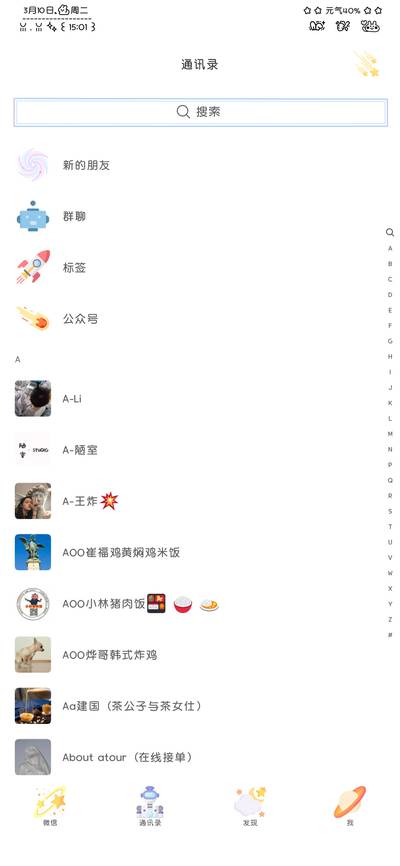 3月10日 周二
元气40%
15:01
通讯录
搜索
新的朋友
群聊
标签
公众号
A
A-Li
A-陋室
陋室 STUDIO
A-王炸
AOO崔福鸡黄焖鸡米饭
AOO小林猪肉饭
AOO烨哥韩式炸鸡
Aa建国（茶公子与茶女仕）
About atour（在线接单）
A
B
C
D
E
F
G
H
I
J
K
L
M
N
P
Q
R
S
T
U
V
W
X
Y
Z
#
微信
通讯录
发现
我